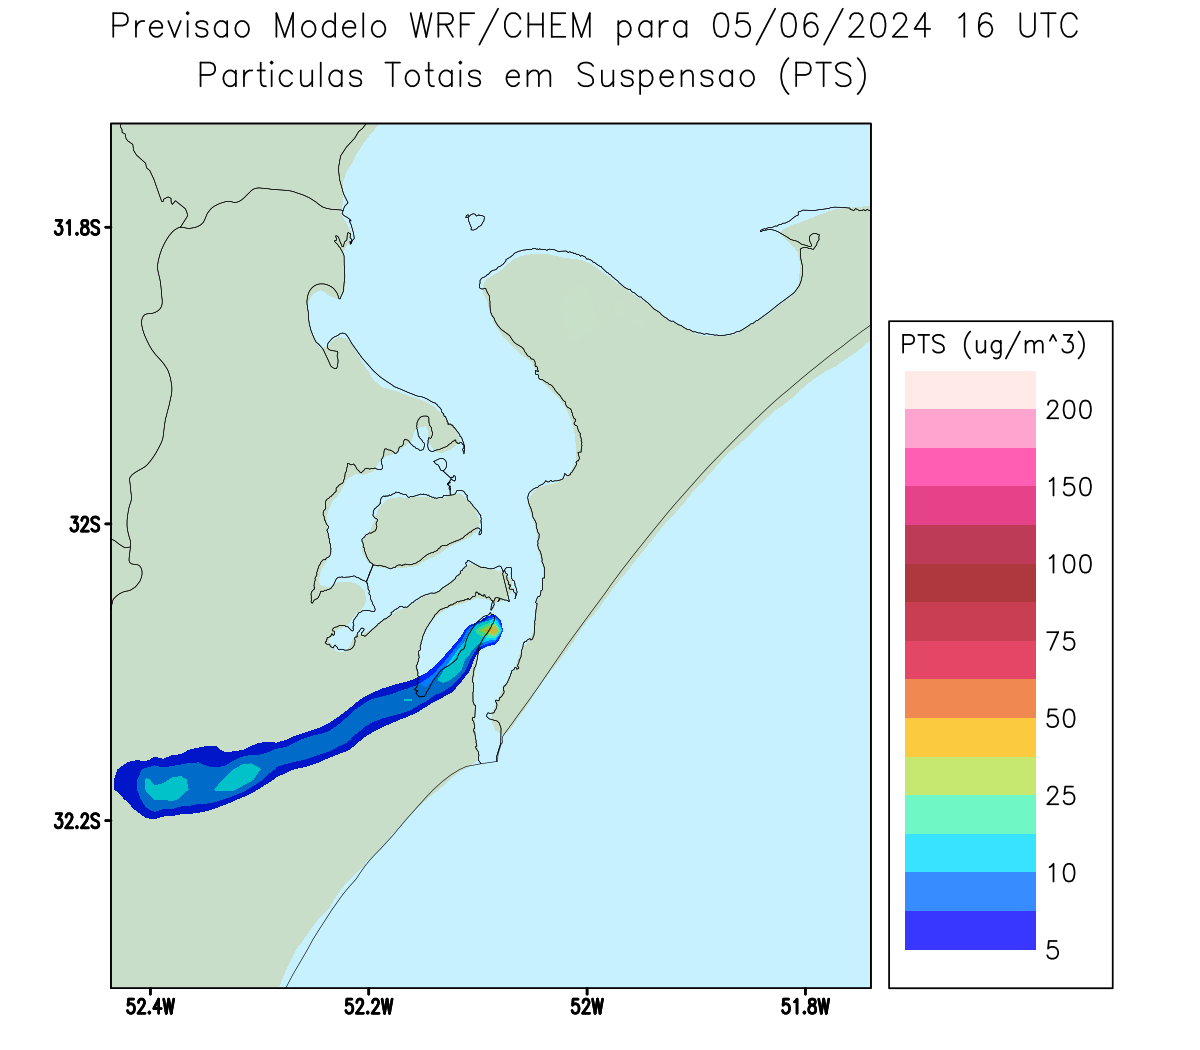 Previsao Modelo WRF/CHEM para 05/06/2024 16 UTC
Particulas Totais em Suspensao (PTS)
31.8S
32S
32.2S
52.4W
52.2W
52W
51.8W
PTS (ug/m^3)
200
150
100
75
50
25
10
5